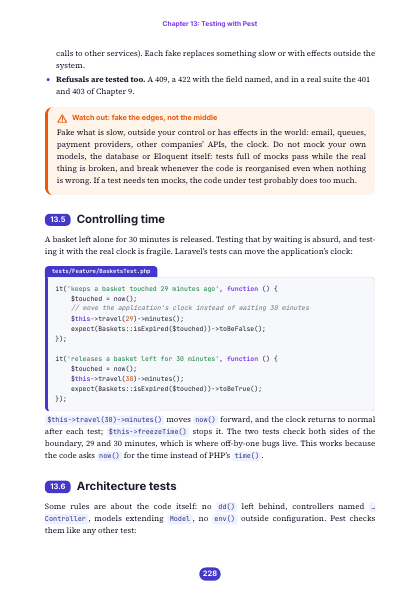 Chapter 13: Testing with Pest
calls to other services). Each fake replaces something slow or with effects outside the
system.
• Refusals are tested too. A 409, a 422 with the field named, and in a real suite the 401
and 403 of Chapter 9.
Watch out: fake the edges, not the middle
Fake what is slow, outside your control or has effects in the world: email, queues,
payment providers, other companies' APIs, the clock. Do not mock your own
models, the database or Eloquent itself: tests full of mocks pass while the real
thing is broken, and break whenever the code is reorganised even when nothing
is wrong. If a test needs ten mocks, the code under test probably does too much.
13.5 Controlling time
A basket left alone for 30 minutes is released. Testing that by waiting is absurd, and test-
ing it with the real clock is fragile. Laravel's tests can move the application's clock:
tests/Feature/BasketsTest.php
it('keeps a basket touched 29 minutes ago', function () {
    $touched = now();
    // move the application's clock instead of waiting 30 minutes
    $this->travel(29)->minutes();
    expect(Baskets::isExpired($touched))->toBeFalse();
});
it('releases a basket left for 30 minutes', function () {
    $touched = now();
    $this->travel(30)->minutes();
    expect(Baskets::isExpired($touched))->toBeTrue();
});
$this->travel(30)->minutes() moves now() forward, and the clock returns to normal
after each test; $this->freezeTime() stops it. The two tests check both sides of the
boundary, 29 and 30 minutes, which is where off-by-one bugs live. This works because
the code asks now() for the time instead of PHP's time().
13.6 Architecture tests
Some rules are about the code itself: no dd() left behind, controllers named …
Controller, models extending Model, no env() outside configuration. Pest checks
them like any other test:
228